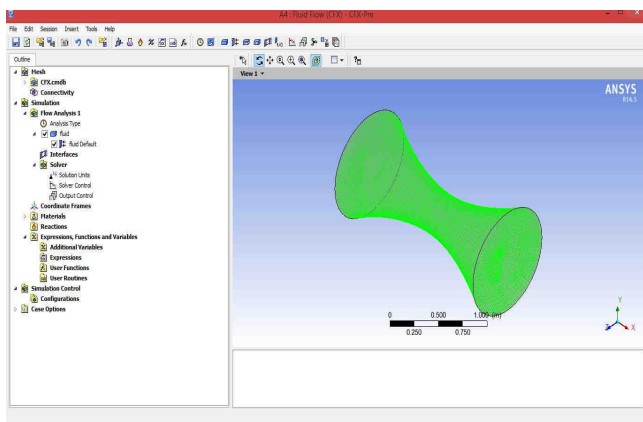 A4 : Fluid Flow (CFX) - CFX-Pre
File Edit Session Insert Tools Help
Outline
View 1
Mesh
CFX.cmdb
Connectivity
Simulation
Flow Analysis 1
Analysis Type
fluid
fluid Default
Interfaces
Solver
Solution Units
Solver Control
Output Control
Coordinate Frames
Materials
Reactions
Expressions, Functions and Variables
Additional Variables
Expressions
User Functions
User Routines
Simulation Control
Configurations
Case Options
ANSYS
R14.5
0 0.500 1.000 (m)
0.250 0.750
Y
Z X